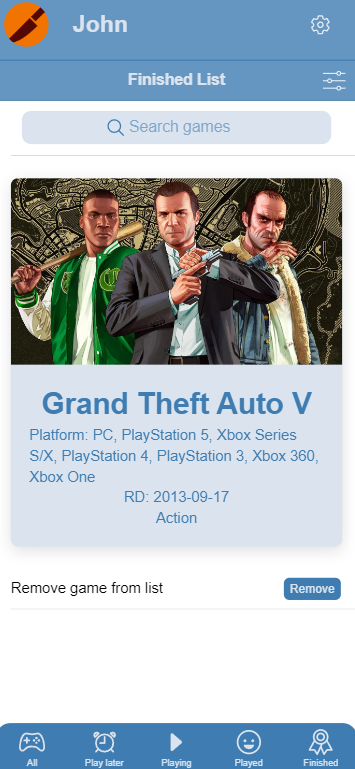 John
Finished List
Search games
Grand Theft Auto V
Platform: PC, PlayStation 5, Xbox Series
S/X, PlayStation 4, PlayStation 3, Xbox 360,
Xbox One
RD: 2013-09-17
Action
Remove game from list
Remove
All
Play later
Playing
Played
Finished